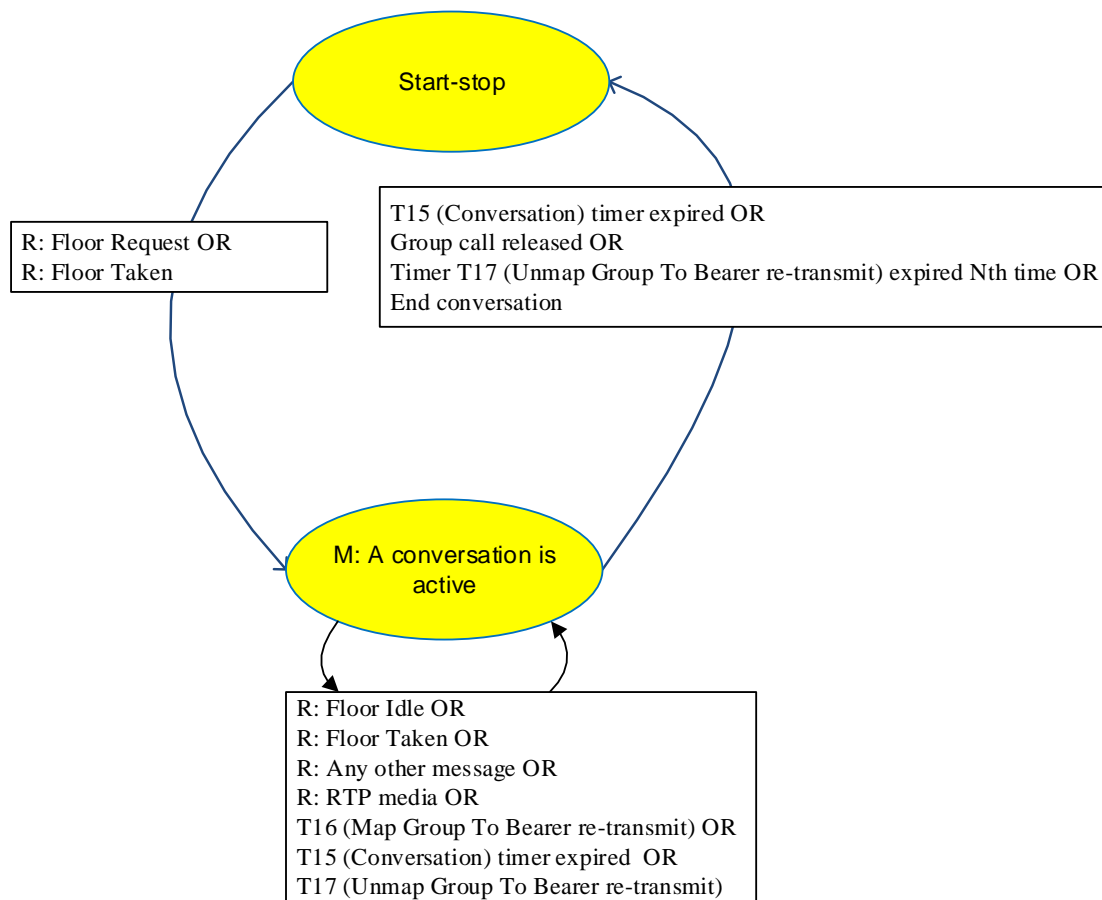 Start-stop
R: Floor Request OR
R: Floor Taken
T15 (Conversation) timer expired OR
Group call released OR
Timer T17 (Unmap Group To Bearer re-transmit) expired Nth time OR
End conversation
M: A conversation is
active
R: Floor Idle OR
R: Floor Taken OR
R: Any other message OR
R: RTP media OR
T16 (Map Group To Bearer re-transmit) OR
T15 (Conversation) timer expired  OR
T17 (Unmap Group To Bearer re-transmit)